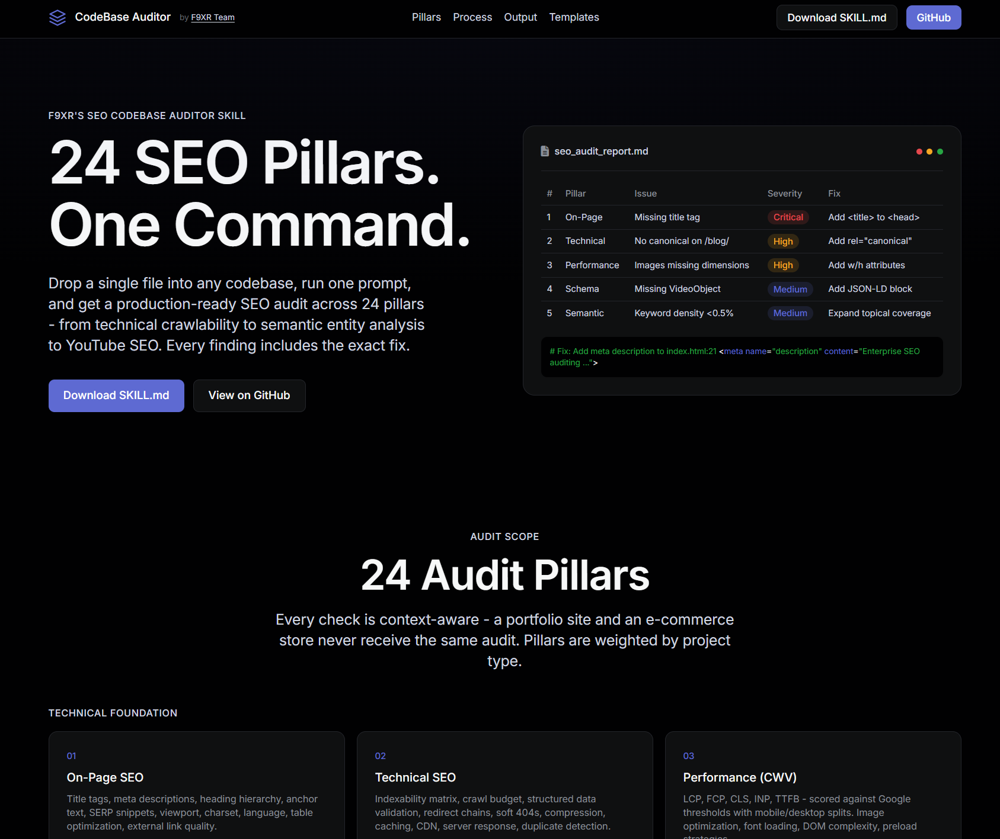 CodeBase Auditor by F9XR Team
Pillars Process Output Templates
Download SKILL.md
GitHub
F9XR'S SEO CODEBASE AUDITOR SKILL
24 SEO Pillars.
One Command.
Drop a single file into any codebase, run one prompt,
and get a production-ready SEO audit across 24 pillars
- from technical crawlability to semantic entity analysis
to YouTube SEO. Every finding includes the exact fix.
Download SKILL.md
View on GitHub
seo_audit_report.md
# Pillar Issue Severity Fix
1 On-Page Missing title tag Critical Add <title> to <head>
2 Technical No canonical on /blog/ High Add rel="canonical"
3 Performance Images missing dimensions High Add w/h attributes
4 Schema Missing VideoObject Medium Add JSON-LD block
5 Semantic Keyword density <0.5% Medium Expand topical coverage
# Fix: Add meta description to index.html:21 <meta name="description" content="Enterprise SEO
auditing ...">
AUDIT SCOPE
24 Audit Pillars
Every check is context-aware - a portfolio site and an e-commerce
store never receive the same audit. Pillars are weighted by project
type.
TECHNICAL FOUNDATION
01
On-Page SEO
Title tags, meta descriptions, heading hierarchy, anchor
text, SERP snippets, viewport, charset, language, table
optimization, external link quality.
02
Technical SEO
Indexability matrix, crawl budget, structured data
validation, redirect chains, soft 404s, compression,
caching, CDN, server response, duplicate detection.
03
Performance (CWV)
LCP, FCP, CLS, INP, TTFB - scored against Google
thresholds with mobile/desktop splits. Image
optimization, font loading, DOM complexity, preload
strategies.